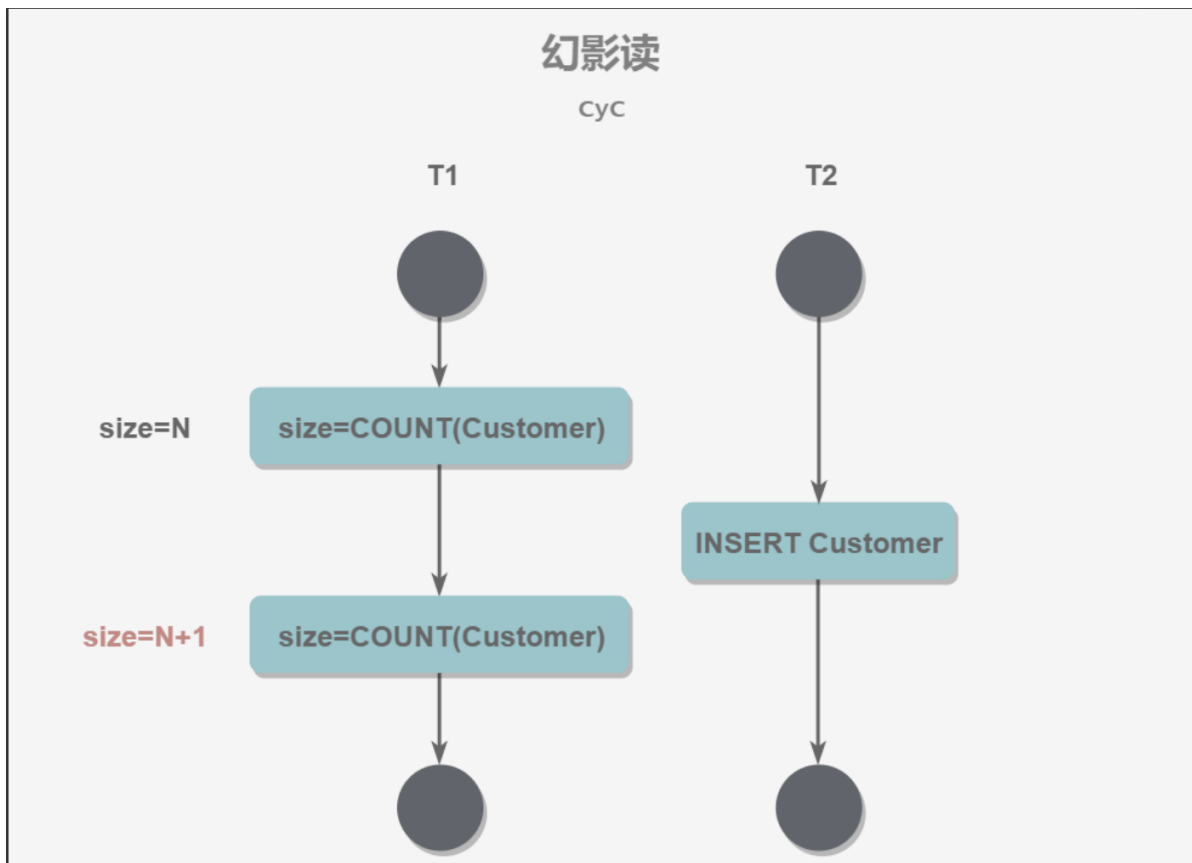 幻影读
CyC
T1
T2
size=N
size=COUNT(Customer)
INSERT Customer
size=N+1
size=COUNT(Customer)